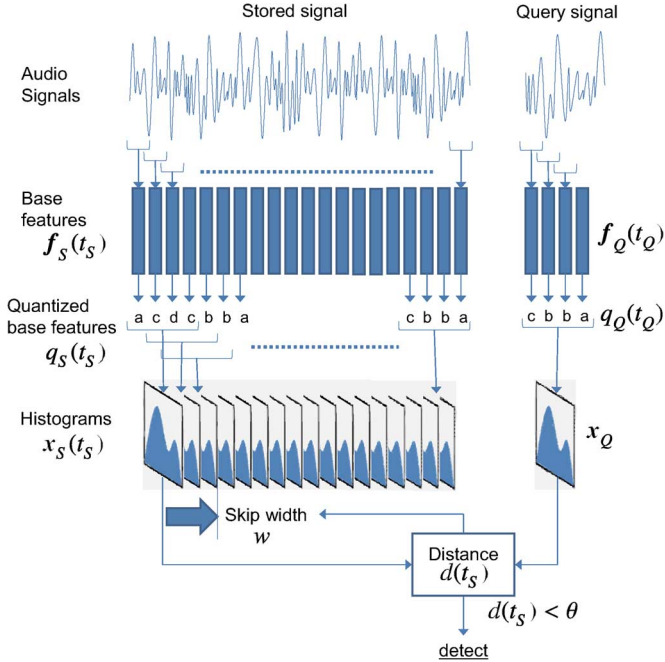 Stored signal
Query signal
Audio
Signals
Base
features
f_S(t_S)
f_Q(t_Q)
Quantized
base features
q_S(t_S)
a c d c b b a
c b b a
c b b a
q_Q(t_Q)
Histograms
x_S(t_S)
x_Q
Skip width
w
Distance
d(t_S)
d(t_S) < θ
detect